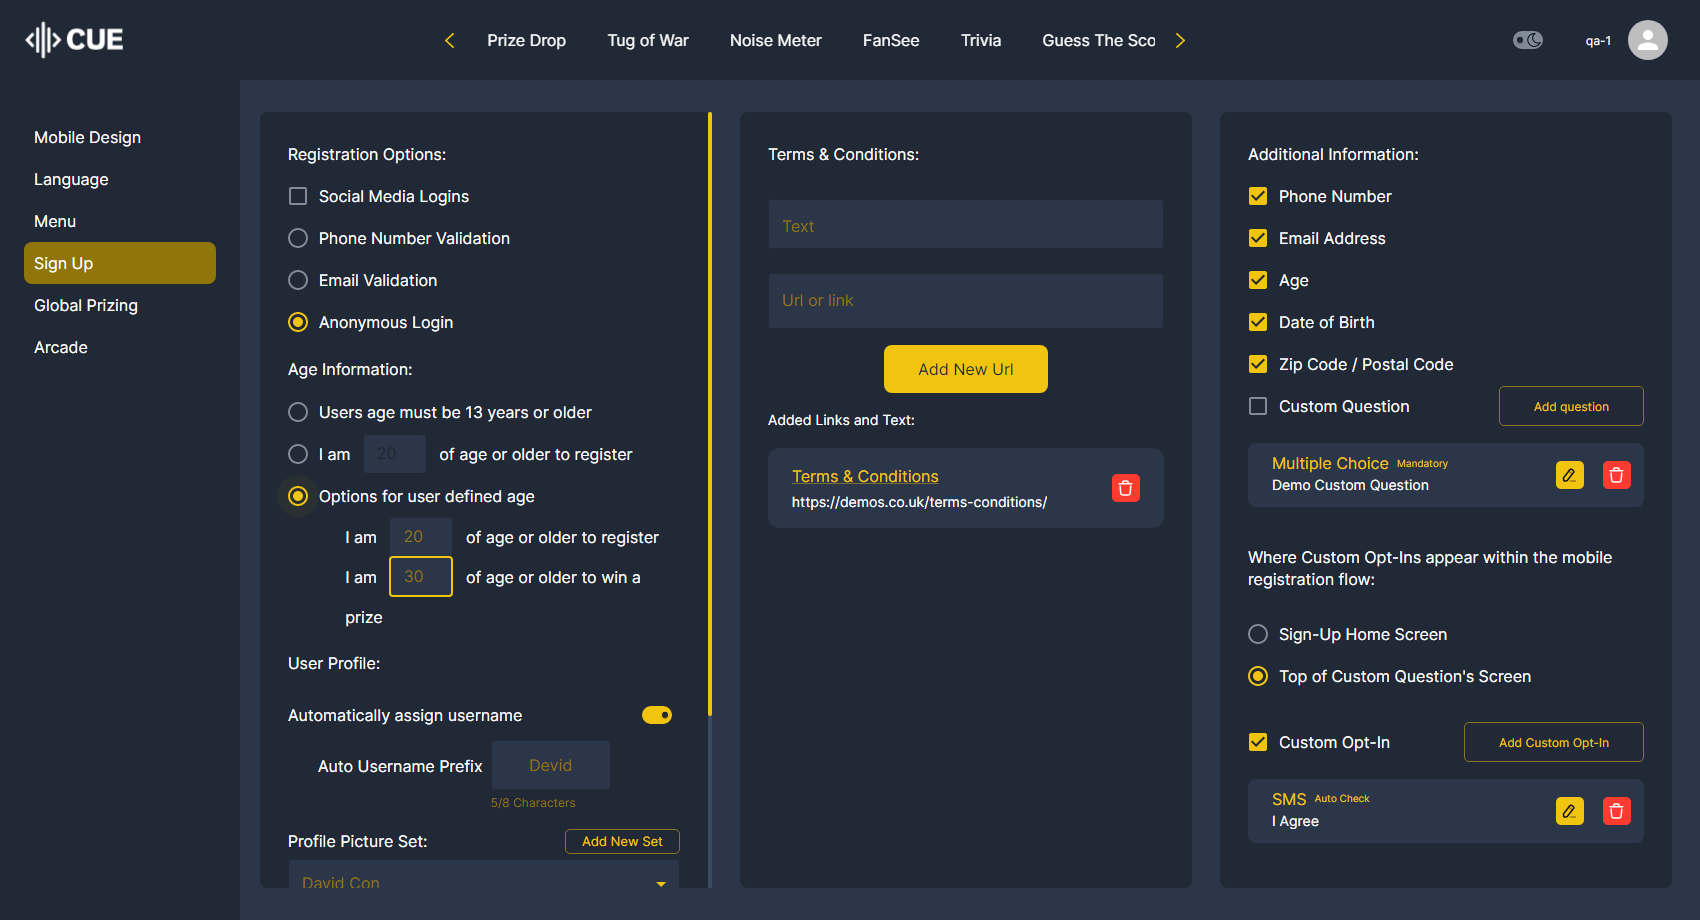 CUE
Prize Drop
Tug of War
Noise Meter
FanSee
Trivia
Guess The Sco
qa-1
Mobile Design
Language
Menu
Sign Up
Global Prizing
Arcade
Registration Options:
Social Media Logins
Phone Number Validation
Email Validation
Anonymous Login
Age Information:
Users age must be 13 years or older
I am 20 of age or older to register
Options for user defined age
I am 20 of age or older to register
I am 30 of age or older to win a
prize
User Profile:
Automatically assign username
Auto Username Prefix Devid
5/8 Characters
Profile Picture Set: Add New Set
David Con
Terms & Conditions:
Text
Url or link
Add New Url
Added Links and Text:
Terms & Conditions
https://demos.co.uk/terms-conditions/
Additional Information:
Phone Number
Email Address
Age
Date of Birth
Zip Code / Postal Code
Custom Question Add question
Multiple Choice Mandatory
Demo Custom Question
Where Custom Opt-Ins appear within the mobile
registration flow:
Sign-Up Home Screen
Top of Custom Question's Screen
Custom Opt-In Add Custom Opt-In
SMS Auto Check
I Agree